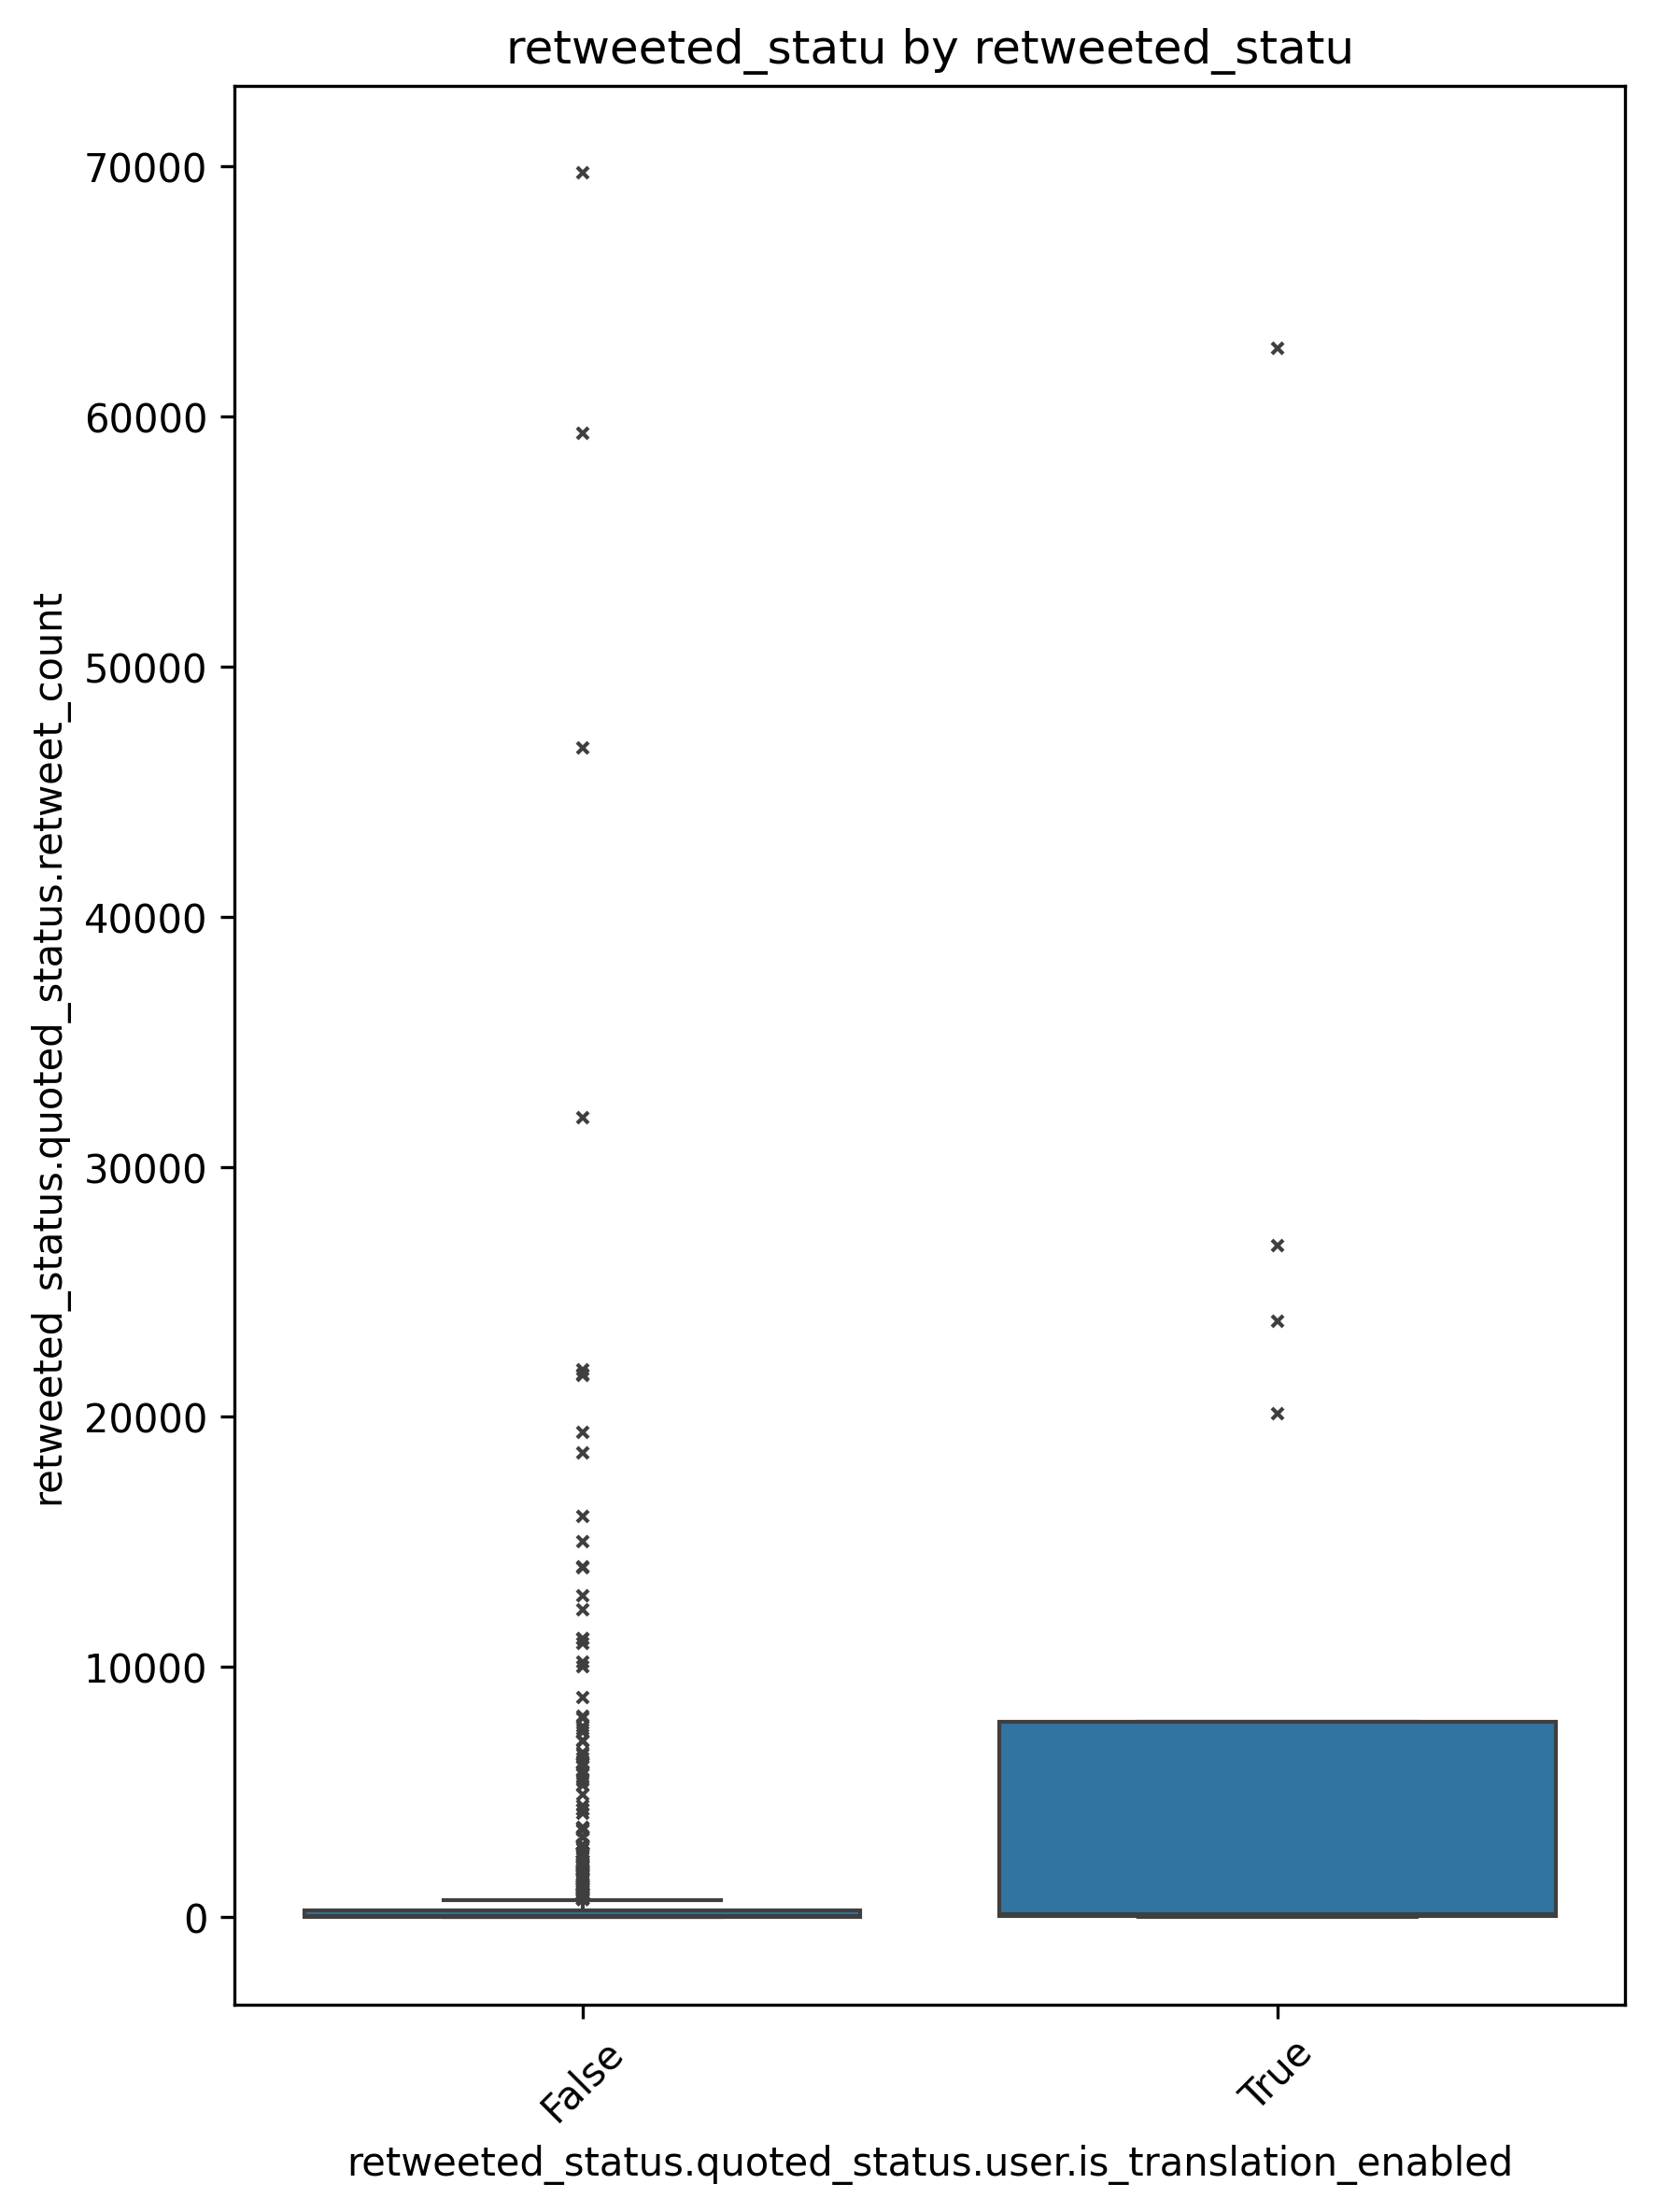 retweeted_statu by retweeted_statu
retweeted_status.quoted_status.retweet_count
70000
60000
50000
40000
30000
20000
10000
0
False
True
retweeted_status.quoted_status.user.is_translation_enabled